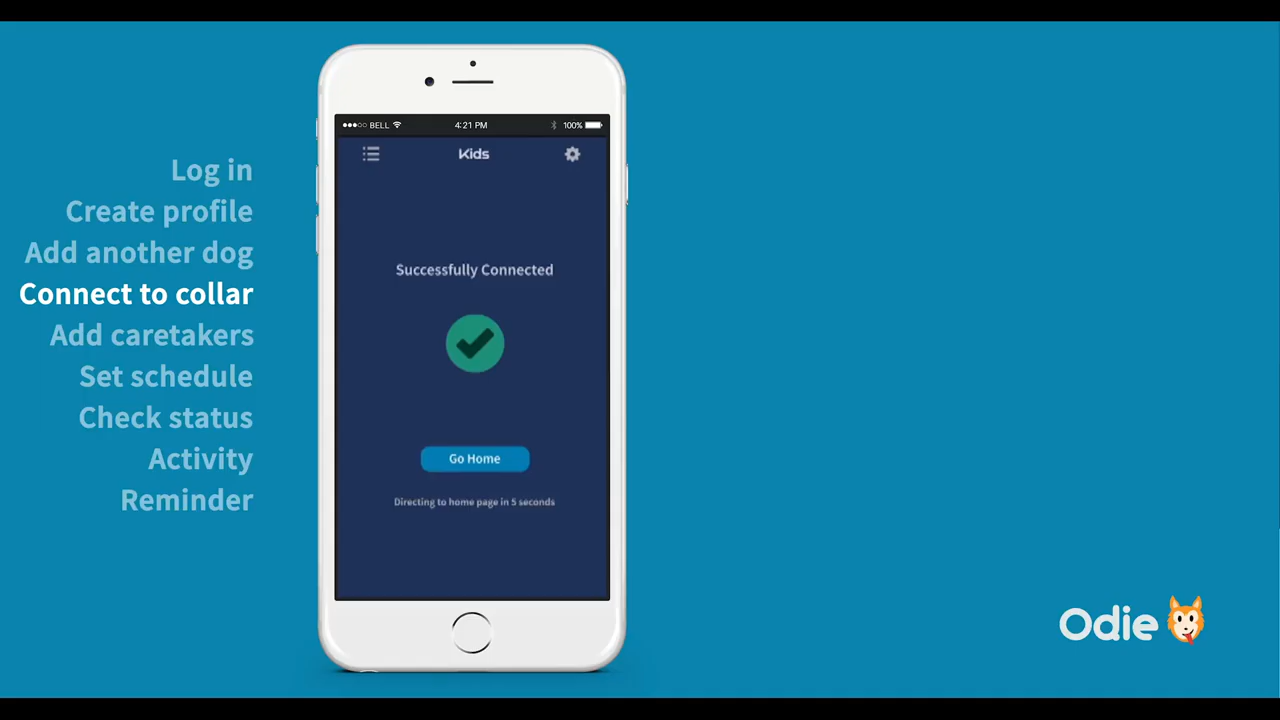 Log in
Create profile
Add another dog
Connect to collar
Add caretakers
Set schedule
Check status
Activity
Reminder
BELL 4:21 PM 100%
Kids
Successfully Connected
Go Home
Directing to home page in 5 seconds
Odie